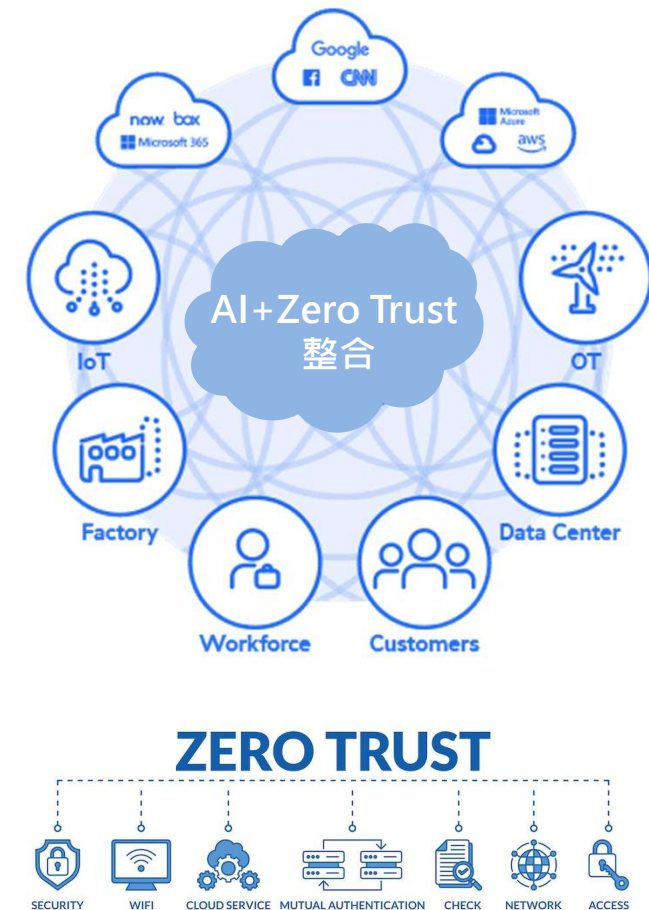 Google
CNN
now box
Microsoft 365
Microsoft
Azure
aws
AI+Zero Trust
整合
IoT
OT
Factory
Data Center
Workforce
Customers
ZERO TRUST
SECURITY
WIFI
CLOUD SERVICE
MUTUAL AUTHENTICATION
CHECK
NETWORK
ACCESS